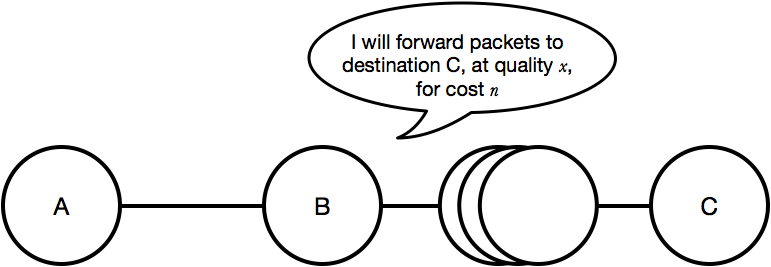 I will forward packets to
destination C, at quality x,
for cost n
A
B
C